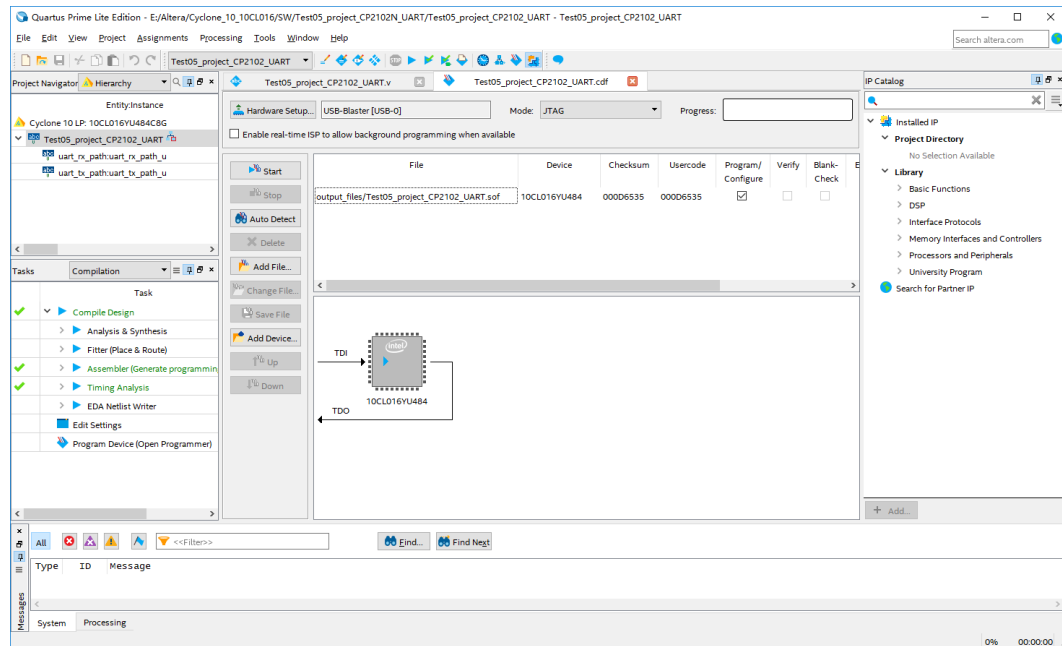 Quartus Prime Lite Edition - E:/Altera/Cyclone_10_10CL016/SW/Test05_project_CP2102N_UART/Test05_project_CP2102_UART - Test05_project_CP2102_UART
File Edit View Project Assignments Processing Tools Window Help
Search altera.com
Test05_project_CP2102_UART
STOP
Project Navigator Hierarchy
Entity:Instance
Cyclone 10 LP: 10CL016YU484C8G
Test05_project_CP2102_UART
uart_rx_path:uart_rx_path_u
uart_tx_path:uart_tx_path_u
Tasks Compilation
Task
Compile Design
Analysis & Synthesis
Fitter (Place & Route)
Assembler (Generate programmin
Timing Analysis
EDA Netlist Writer
Edit Settings
Program Device (Open Programmer)
Test05_project_CP2102_UART.v
Test05_project_CP2102_UART.cdf
Hardware Setup... USB-Blaster [USB-0] Mode: JTAG Progress:
Enable real-time ISP to allow background programming when available
Start
Stop
Auto Detect
Delete
Add File...
Change File...
Save File
Add Device...
Up
Down
File Device Checksum Usercode Program/ Verify Blank- E
Configure Check
output_files/Test05_project_CP2102_UART.sof 10CL016YU484 000D6535 000D6535
TDI
intel
10CL016YU484
TDO
IP Catalog
Installed IP
Project Directory
No Selection Available
Library
Basic Functions
DSP
Interface Protocols
Memory Interfaces and Controllers
Processors and Peripherals
University Program
Search for Partner IP
+ Add...
All <<Filter>> Find... Find Next
Type ID Message
Messages
System Processing
0% 00:00:00